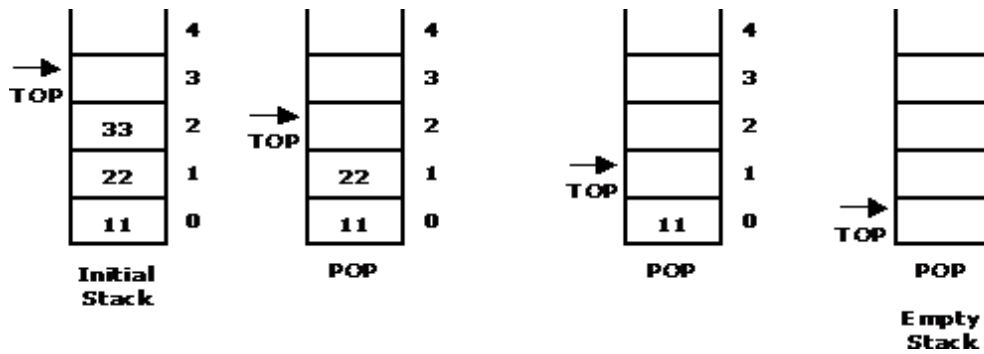 4 4 4
3 3 3
TOP
33 2 2 2
TOP
22 1 22 1 1
TOP
11 0 11 0 11 0
TOP
Initial
Stack
POP
POP
POP
Empty
Stack